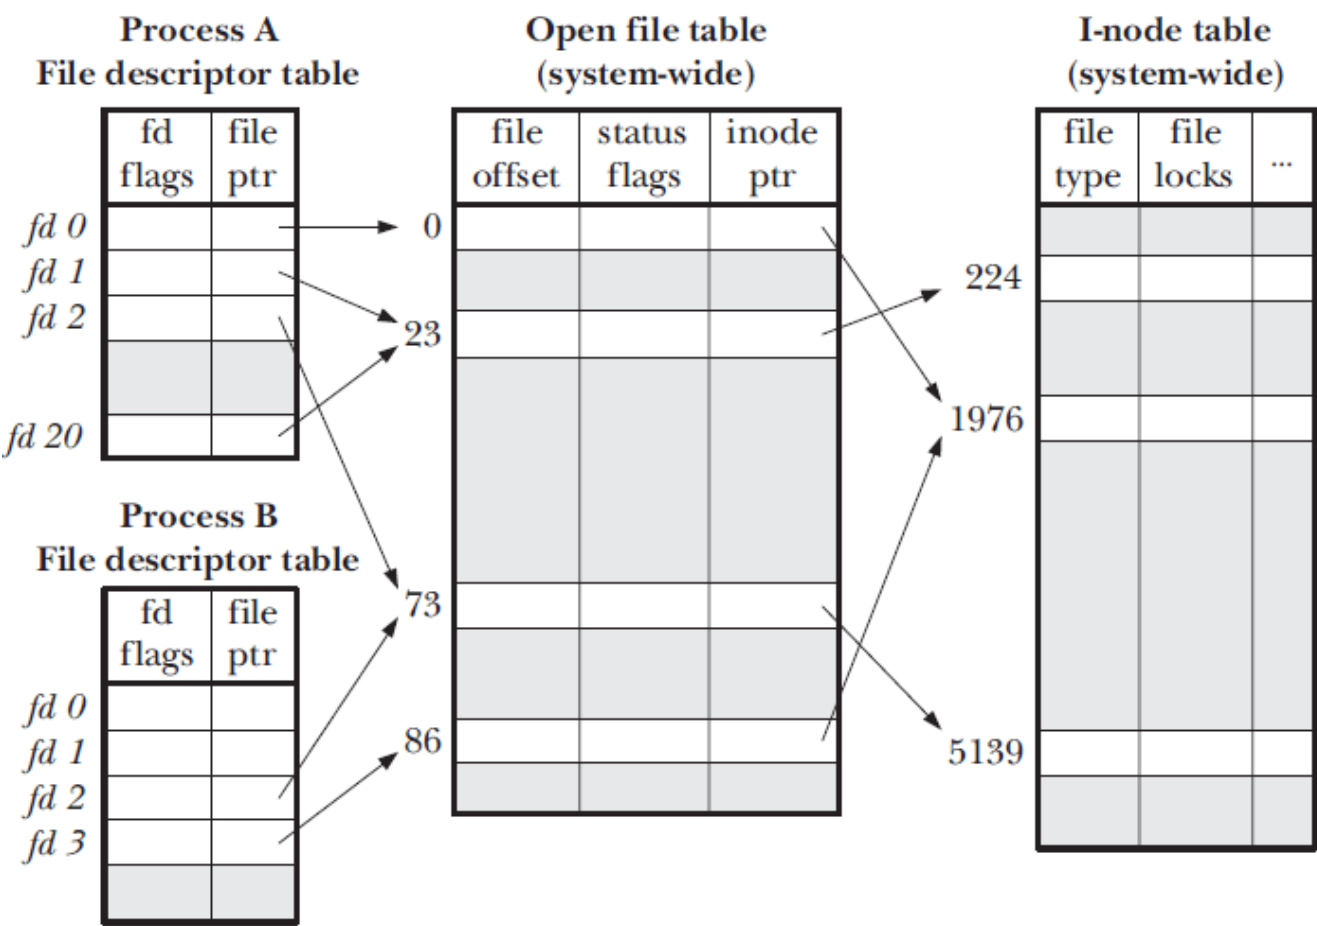 Process A
File descriptor table
fd
flags
file
ptr
fd 0
fd 1
fd 2
fd 20
Process B
File descriptor table
fd
flags
file
ptr
fd 0
fd 1
fd 2
fd 3
Open file table
(system-wide)
file
offset
status
flags
inode
ptr
0
23
73
86
I-node table
(system-wide)
file
type
file
locks
...
224
1976
5139